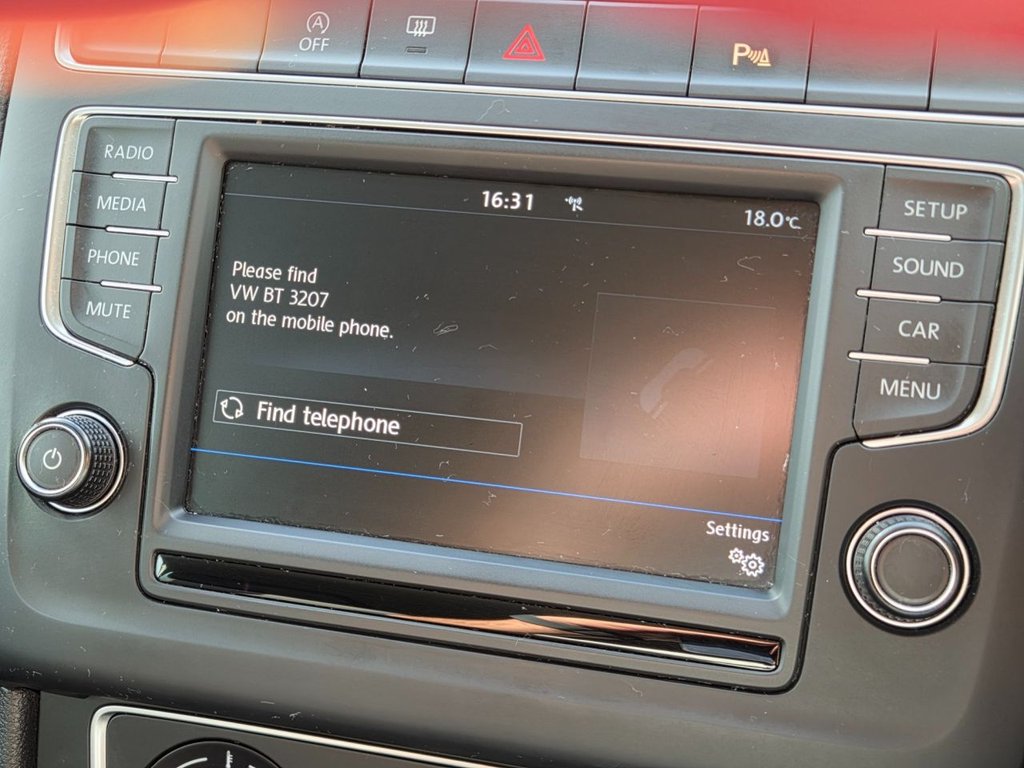 OFF
P
RADIO
MEDIA
PHONE
MUTE
16:31
18.0°C
Please find
VW BT 3207
on the mobile phone.
Find telephone
Settings
SETUP
SOUND
CAR
MENU